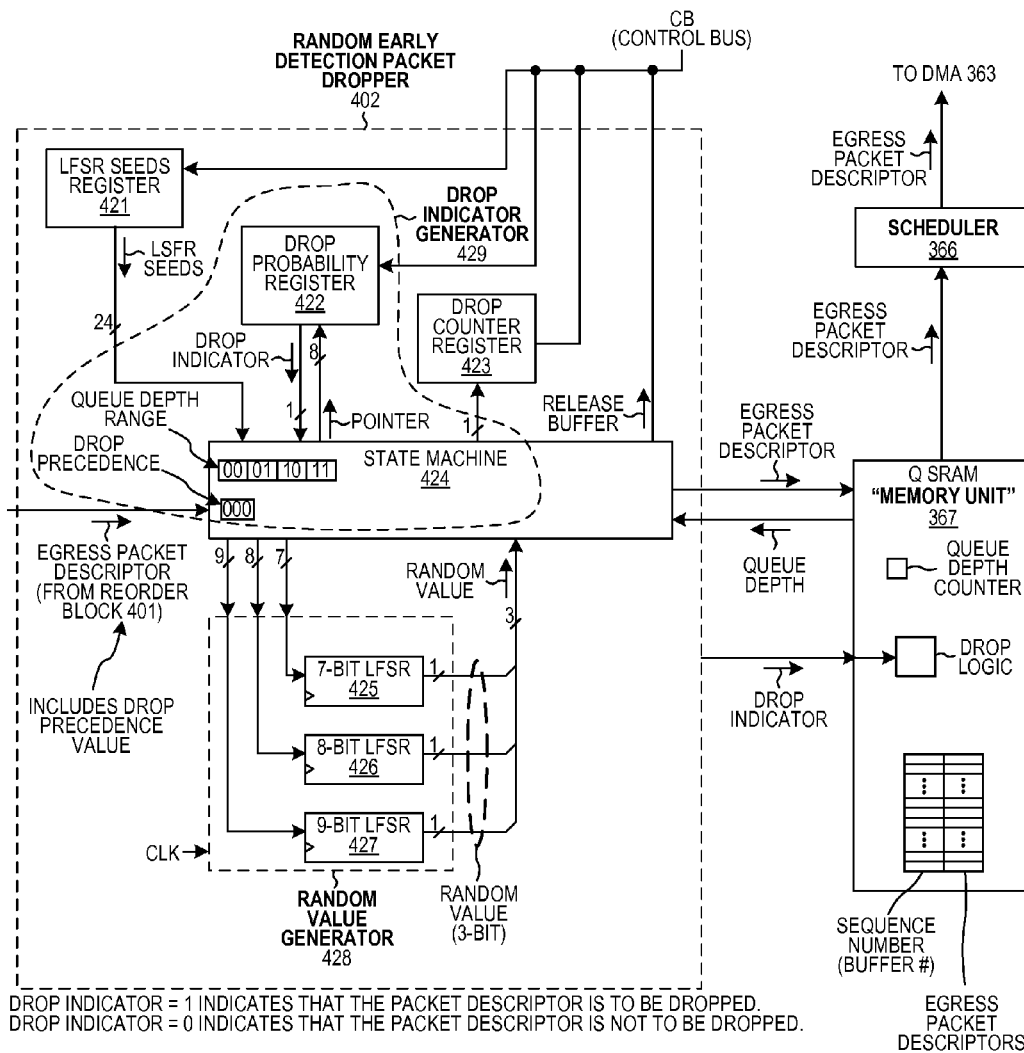 CB
(CONTROL BUS)
RANDOM EARLY
DETECTION PACKET
DROPPER
402
TO DMA 363
EGRESS
PACKET
DESCRIPTOR
LFSR SEEDS
REGISTER
421
LSFR
SEEDS
24
DROP
INDICATOR
GENERATOR
429
DROP
PROBABILITY
REGISTER
422
SCHEDULER
366
DROP
COUNTER
REGISTER
423
EGRESS
PACKET
DESCRIPTOR
DROP
INDICATOR
8
1
POINTER
1
RELEASE
BUFFER
QUEUE DEPTH
RANGE
DROP
PRECEDENCE
00 01 10 11
000
STATE MACHINE
424
EGRESS
PACKET
DESCRIPTOR
Q SRAM
"MEMORY UNIT"
367
EGRESS PACKET
DESCRIPTOR
(FROM REORDER
BLOCK 401)
9 8 7
RANDOM
VALUE
3
QUEUE
DEPTH
QUEUE
DEPTH
COUNTER
INCLUDES DROP
PRECEDENCE
VALUE
7-BIT LFSR
425
1
8-BIT LFSR
426
1
9-BIT LFSR
427
1
DROP
INDICATOR
DROP
LOGIC
CLK
RANDOM
VALUE
GENERATOR
428
RANDOM
VALUE
(3-BIT)
SEQUENCE
NUMBER
(BUFFER #)
EGRESS
PACKET
DESCRIPTORS
DROP INDICATOR = 1 INDICATES THAT THE PACKET DESCRIPTOR IS TO BE DROPPED.
DROP INDICATOR = 0 INDICATES THAT THE PACKET DESCRIPTOR IS NOT TO BE DROPPED.